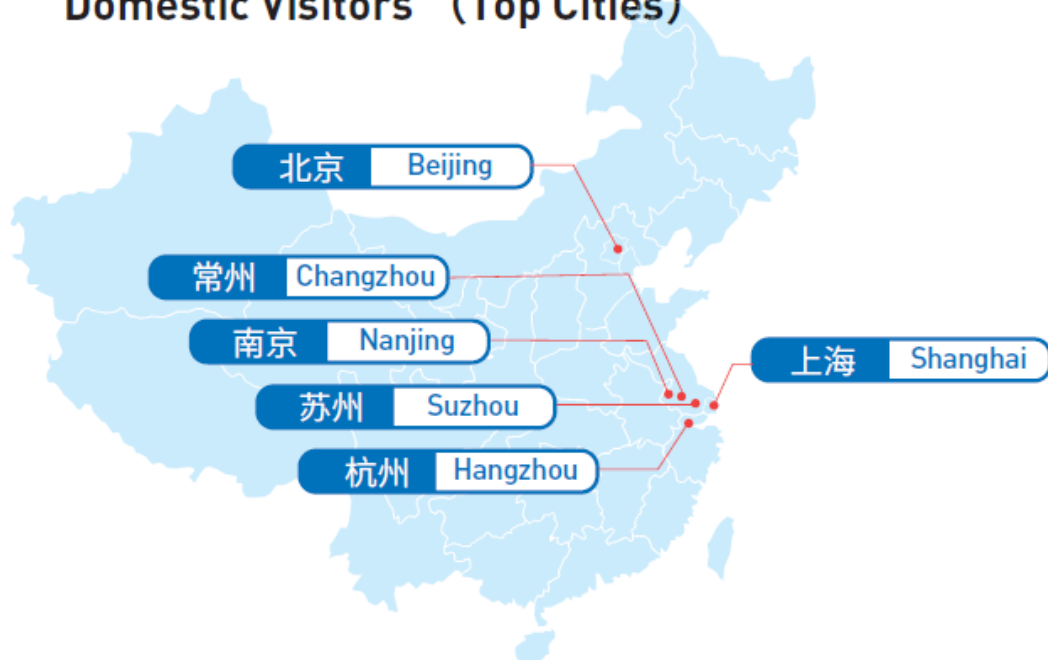 Domestic Visitors (Top Cities)
北京 Beijing
常州 Changzhou
南京 Nanjing
上海 Shanghai
苏州 Suzhou
杭州 Hangzhou